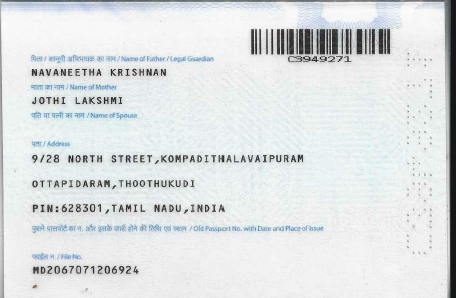 C3949271
पिता / कानूनी अभिभावक का नाम / Name of Father / Legal Guardian
NAVANEETHA KRISHNAN
माता का नाम / Name of Mother
JOTHI LAKSHMI
पति या पत्नी का नाम / Name of Spouse
पता / Address
9/28 NORTH STREET,KOMPADITHALAVAIPURAM
OTTAPIDARAM,THOOTHUKUDI
PIN:628301,TAMIL NADU,INDIA
पुराने पासपोर्ट का न. और इसके जारी होने की तिथि एवं स्थान / Old Passport No. with Date and Place of Issue
फाईल न. / File No.
MD2067071206924